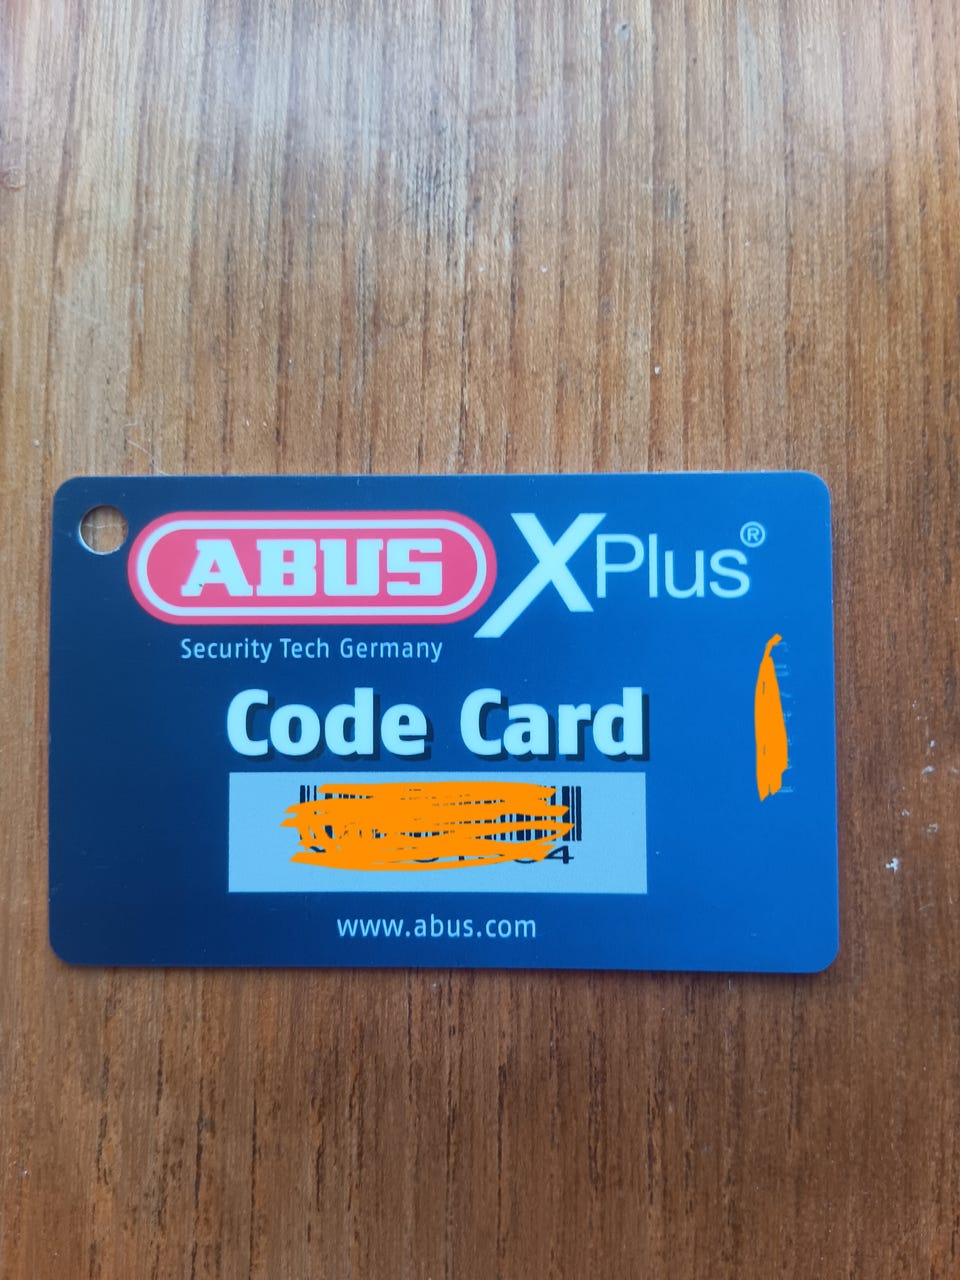 ABUS XPlus®
Security Tech Germany
Code Card
www.abus.com